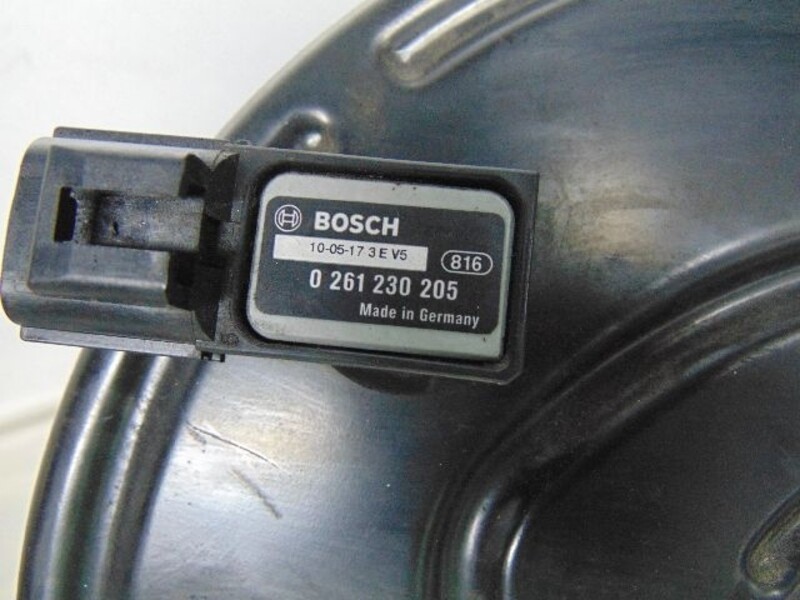 BOSCH
10-05-17 3 E V5
816
0 261 230 205
Made in Germany